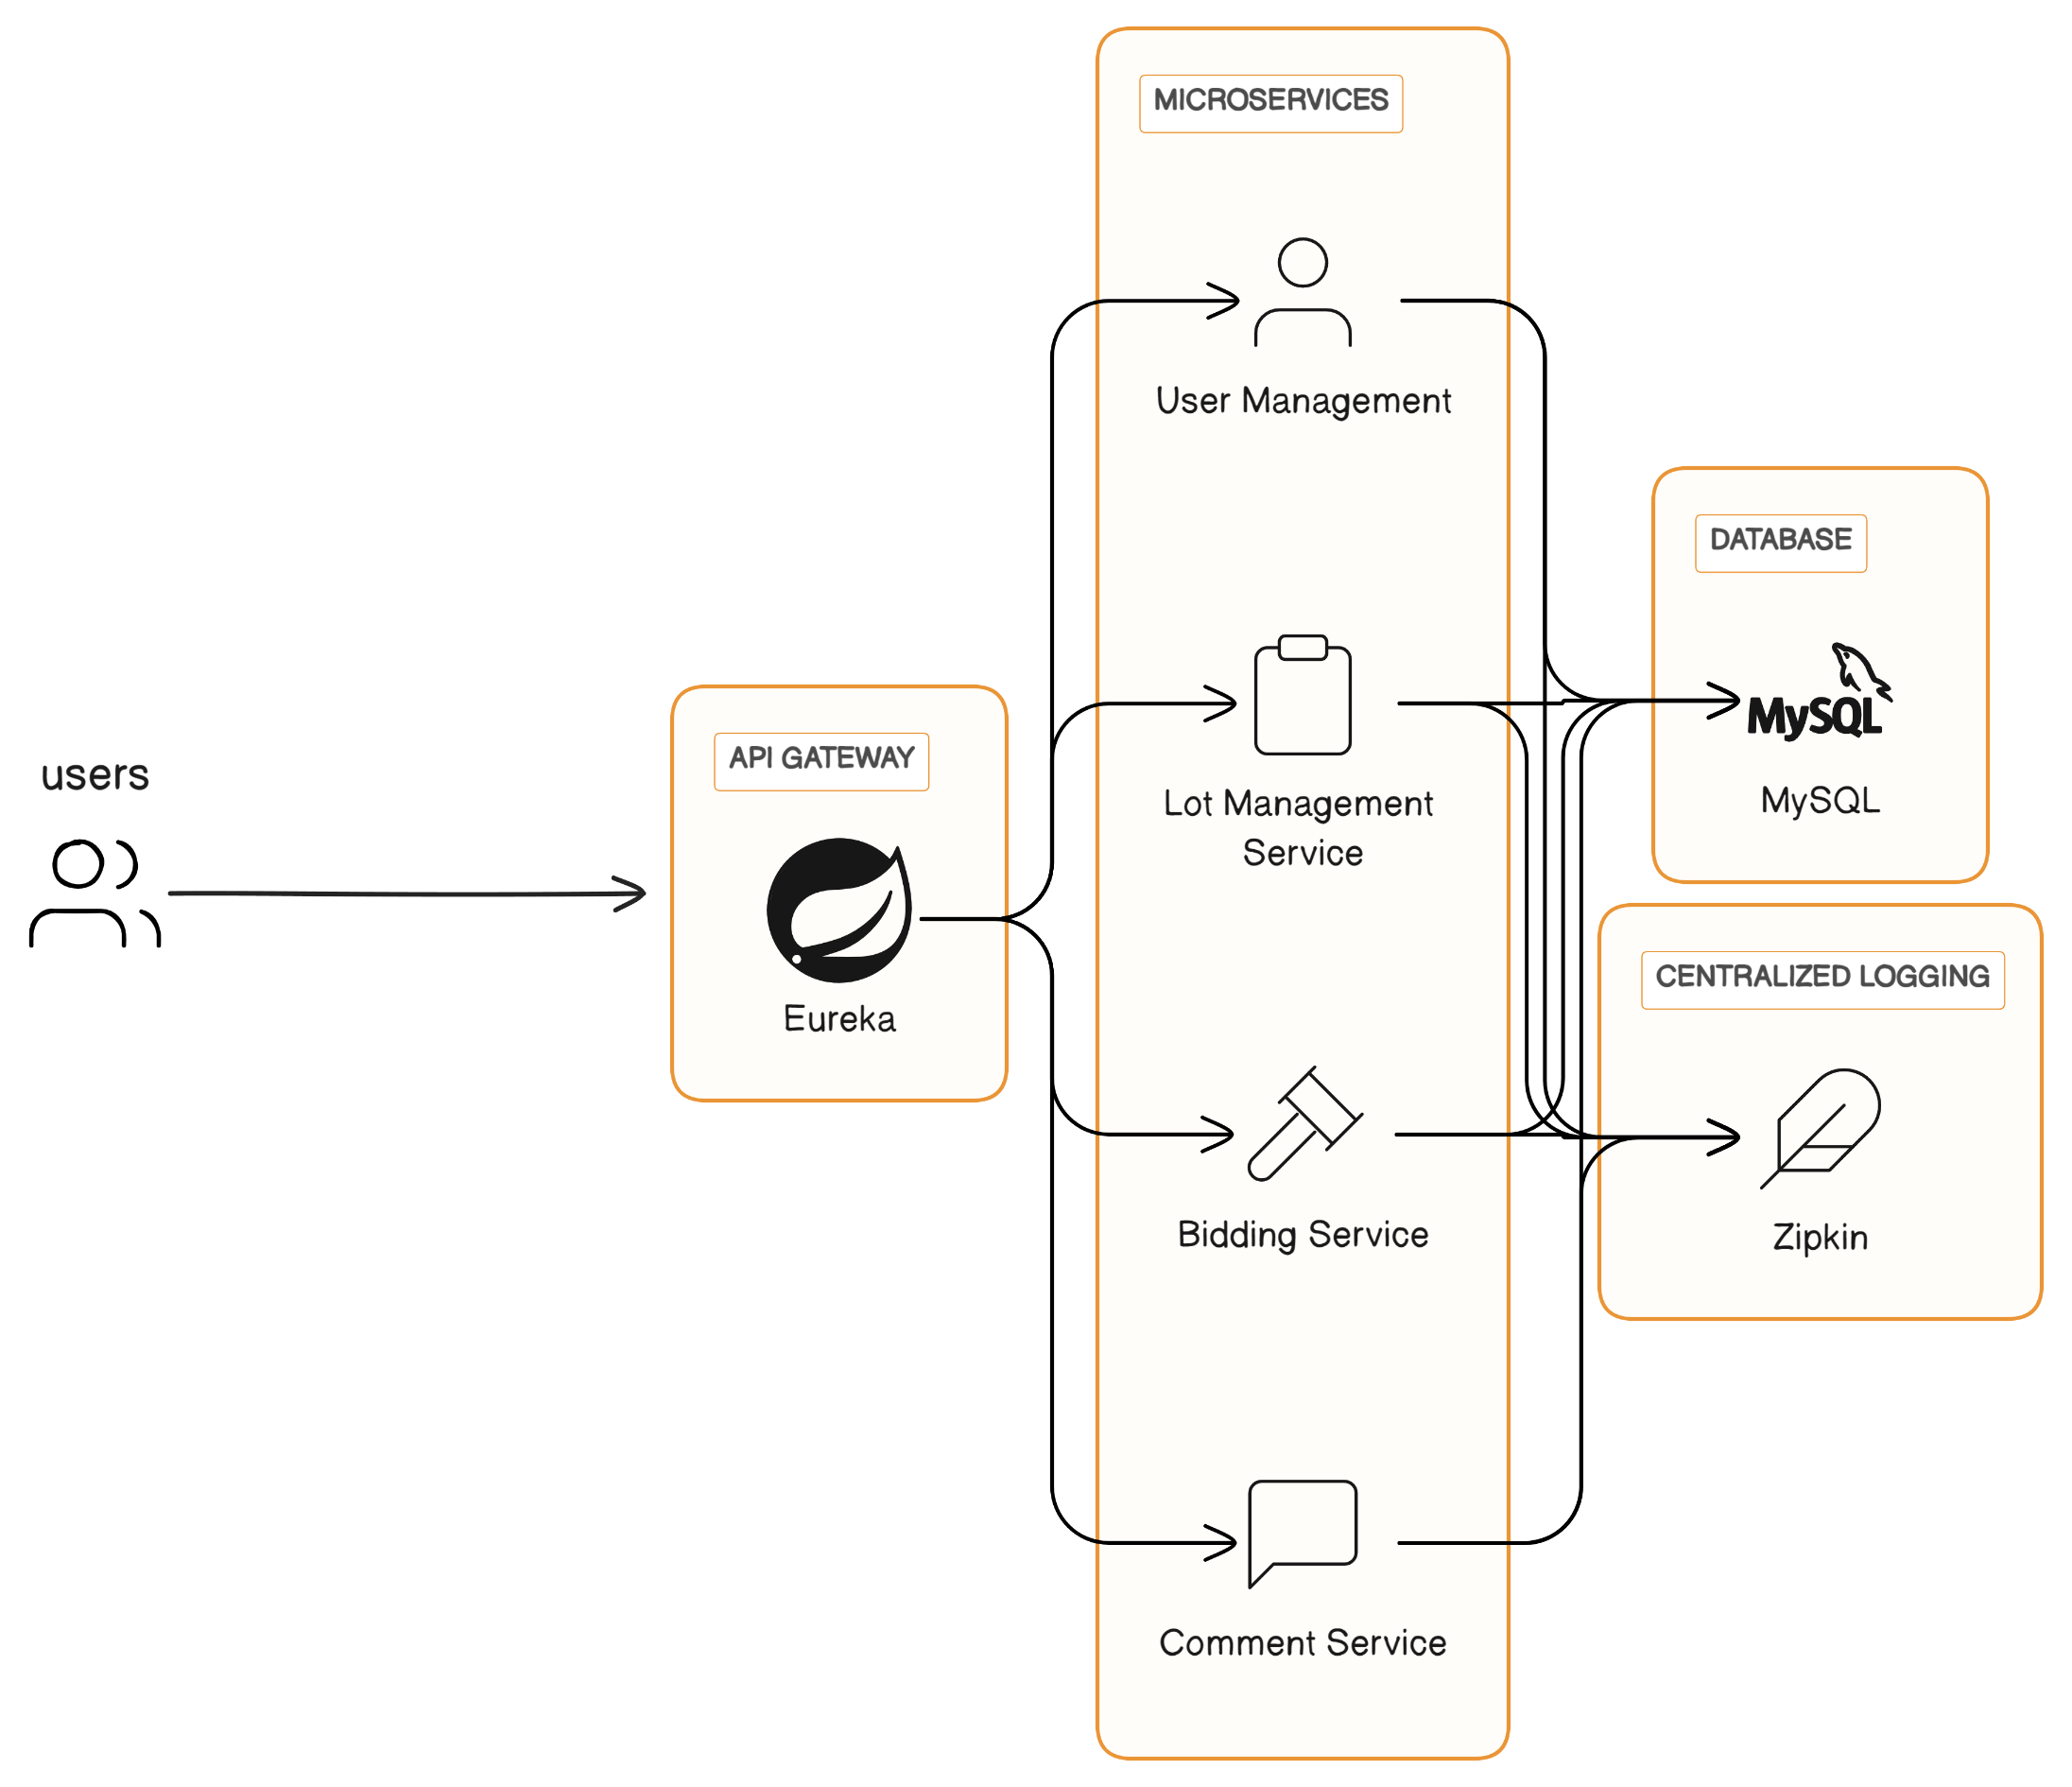 users
API GATEWAY
Eureka
MICROSERVICES
User Management
Lot Management
Service
Bidding Service
Comment Service
DATABASE
MySQL
MySQL
CENTRALIZED LOGGING
Zipkin